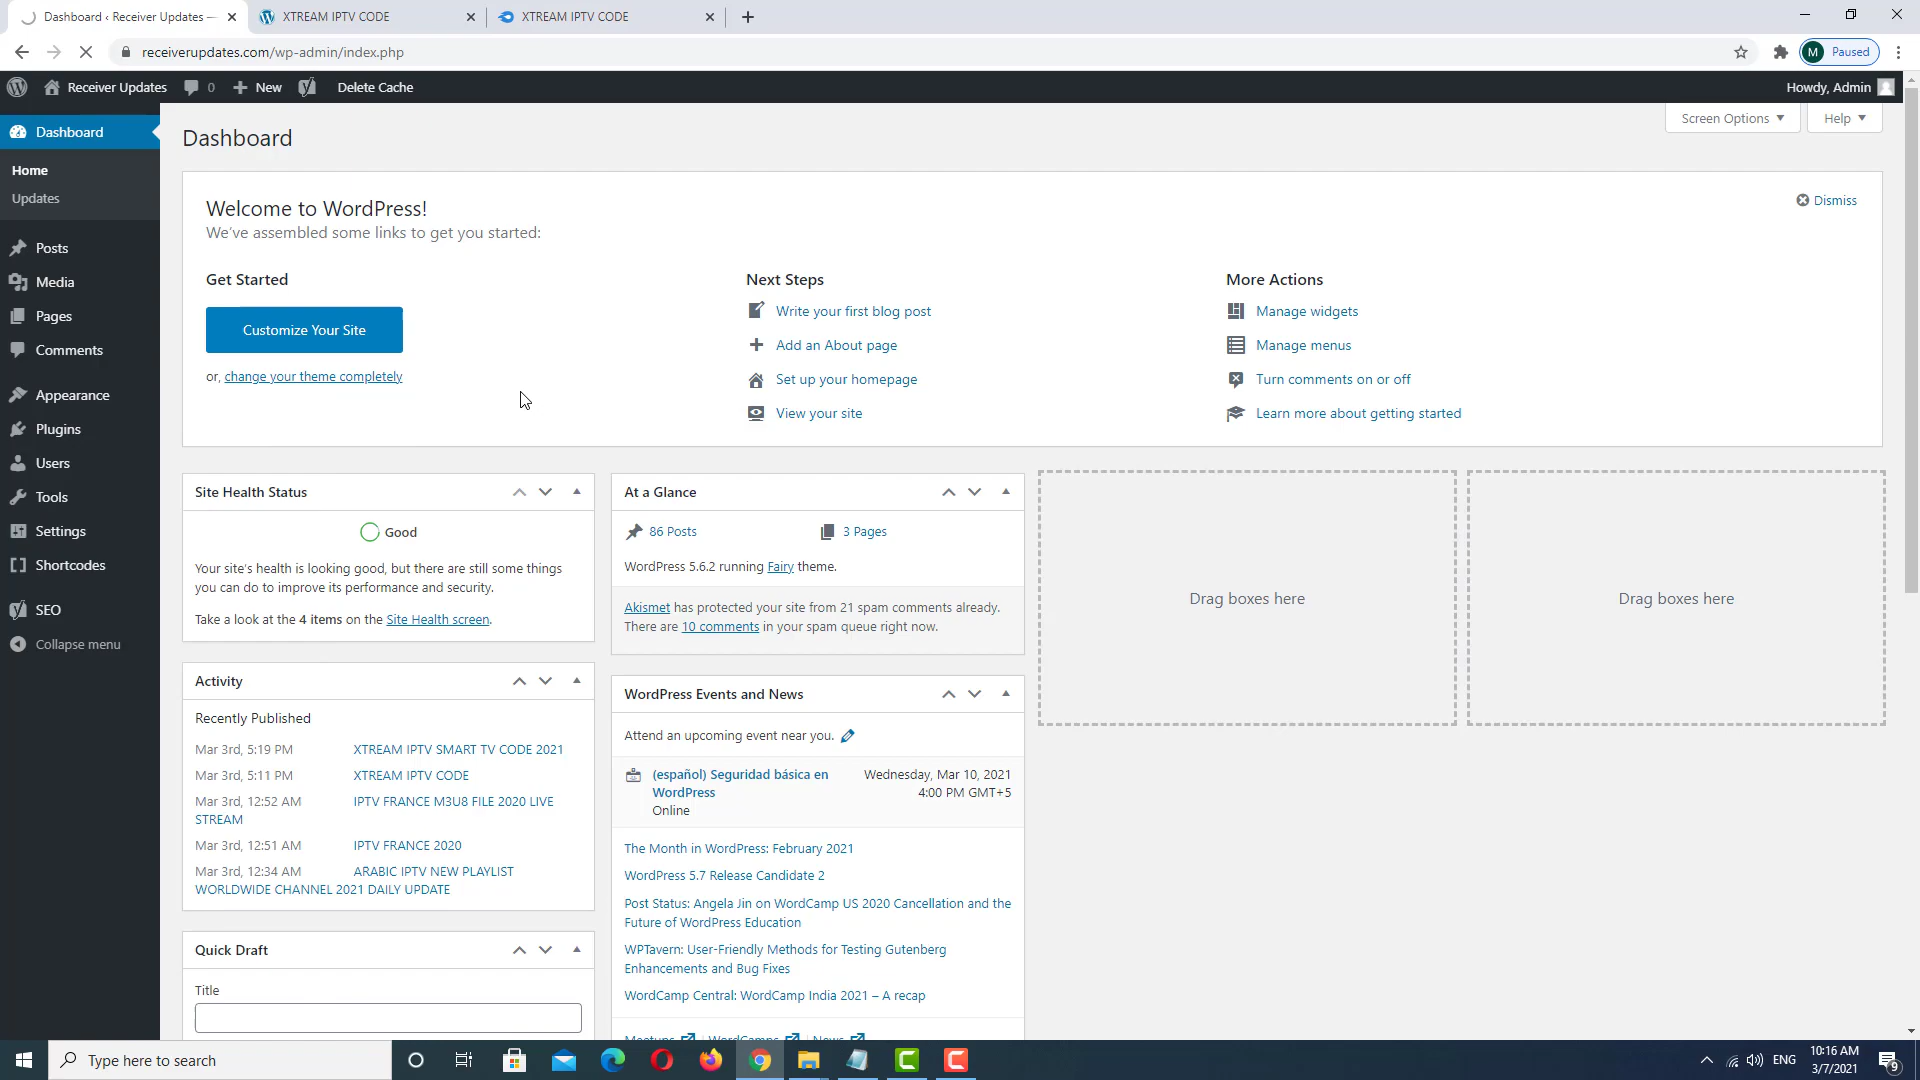 Dashboard ‹ Receiver Updates —
XTREAM IPTV CODE
XTREAM IPTV CODE
receiverupdates.com/wp-admin/index.php
M Paused
Receiver Updates
0
New
Delete Cache
Howdy, Admin
Dashboard
Home
Updates
Posts
Media
Pages
Comments
Appearance
Plugins
Users
Tools
Settings
Shortcodes
SEO
Collapse menu
Dashboard
Screen Options
Help
Welcome to WordPress!
We've assembled some links to get you started:
Dismiss
Get Started
Customize Your Site
or, change your theme completely
Next Steps
Write your first blog post
Add an About page
Set up your homepage
View your site
More Actions
Manage widgets
Manage menus
Turn comments on or off
Learn more about getting started
Site Health Status
Good
Your site's health is looking good, but there are still some things
you can do to improve its performance and security.
Take a look at the 4 items on the Site Health screen.
Activity
Recently Published
Mar 3rd, 5:19 PM XTREAM IPTV SMART TV CODE 2021
Mar 3rd, 5:11 PM XTREAM IPTV CODE
Mar 3rd, 12:52 AM IPTV FRANCE M3U8 FILE 2020 LIVE
STREAM
Mar 3rd, 12:51 AM IPTV FRANCE 2020
Mar 3rd, 12:34 AM ARABIC IPTV NEW PLAYLIST
WORLDWIDE CHANNEL 2021 DAILY UPDATE
Quick Draft
Title
At a Glance
86 Posts
3 Pages
WordPress 5.6.2 running Fairy theme.
Akismet has protected your site from 21 spam comments already.
There are 10 comments in your spam queue right now.
WordPress Events and News
Attend an upcoming event near you.
(español) Seguridad básica en
WordPress
Online
Wednesday, Mar 10, 2021
4:00 PM GMT+5
The Month in WordPress: February 2021
WordPress 5.7 Release Candidate 2
Post Status: Angela Jin on WordCamp US 2020 Cancellation and the
Future of WordPress Education
WPTavern: User-Friendly Methods for Testing Gutenberg
Enhancements and Bug Fixes
WordCamp Central: WordCamp India 2021 – A recap
Meetups WordCamps News
Drag boxes here
Drag boxes here
Type here to search
ENG
10:16 AM
3/7/2021
9